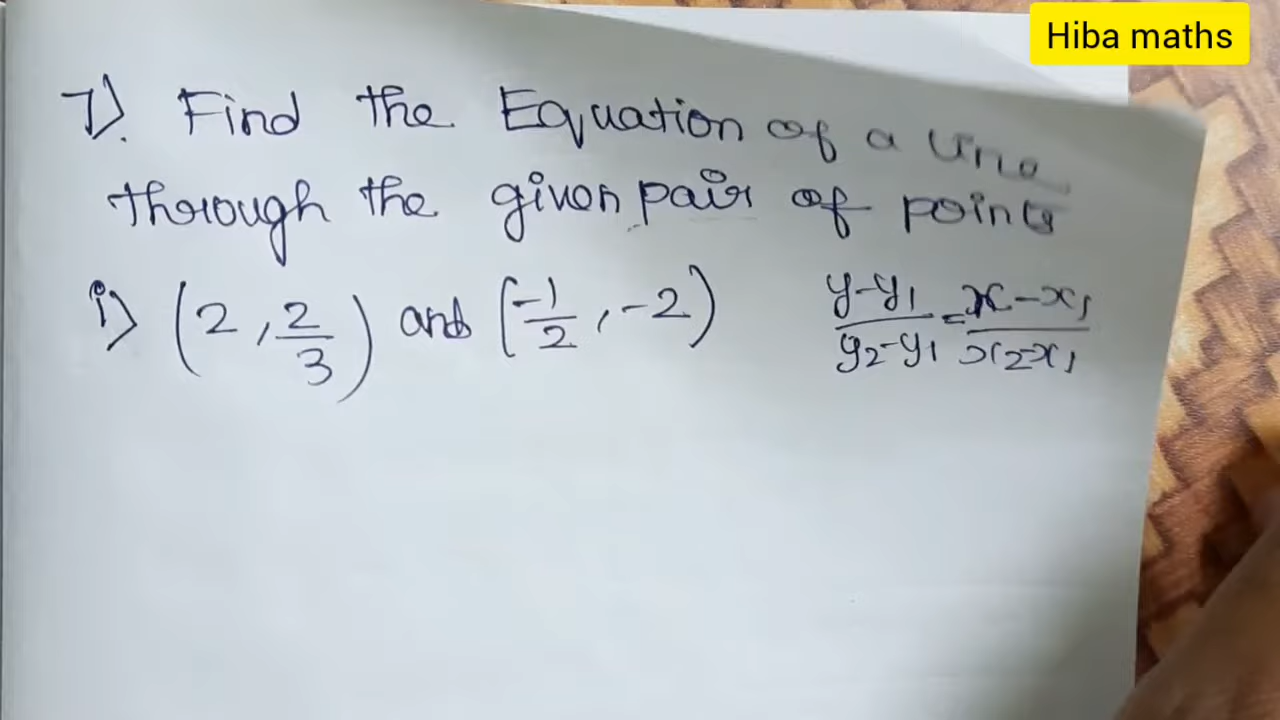 Hiba maths
7). Find the Equation of a line
through the given pair of points
i) (2, 2/3) and (-1/2, -2)
y-y1/y2-y1 = x-x1/x2-x1